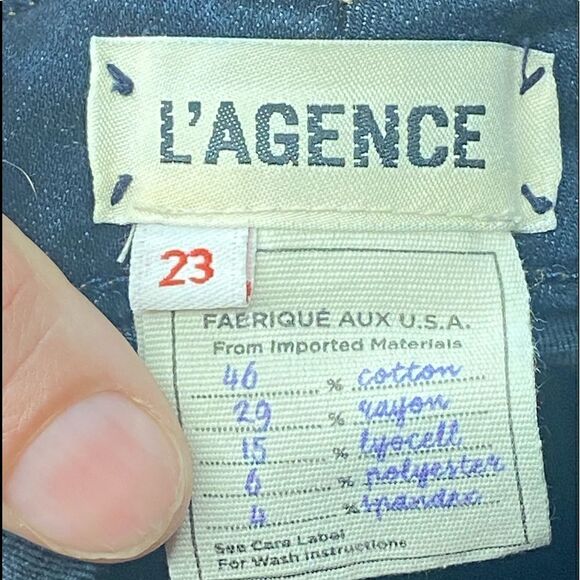 L'AGENCE
23
FABRIQUÉ AUX U.S.A.
From Imported Materials
46 % cotton
29 % rayon
15 % lyocell
6 % polyester
4 % spandex
See Care Label
For Wash Instructions